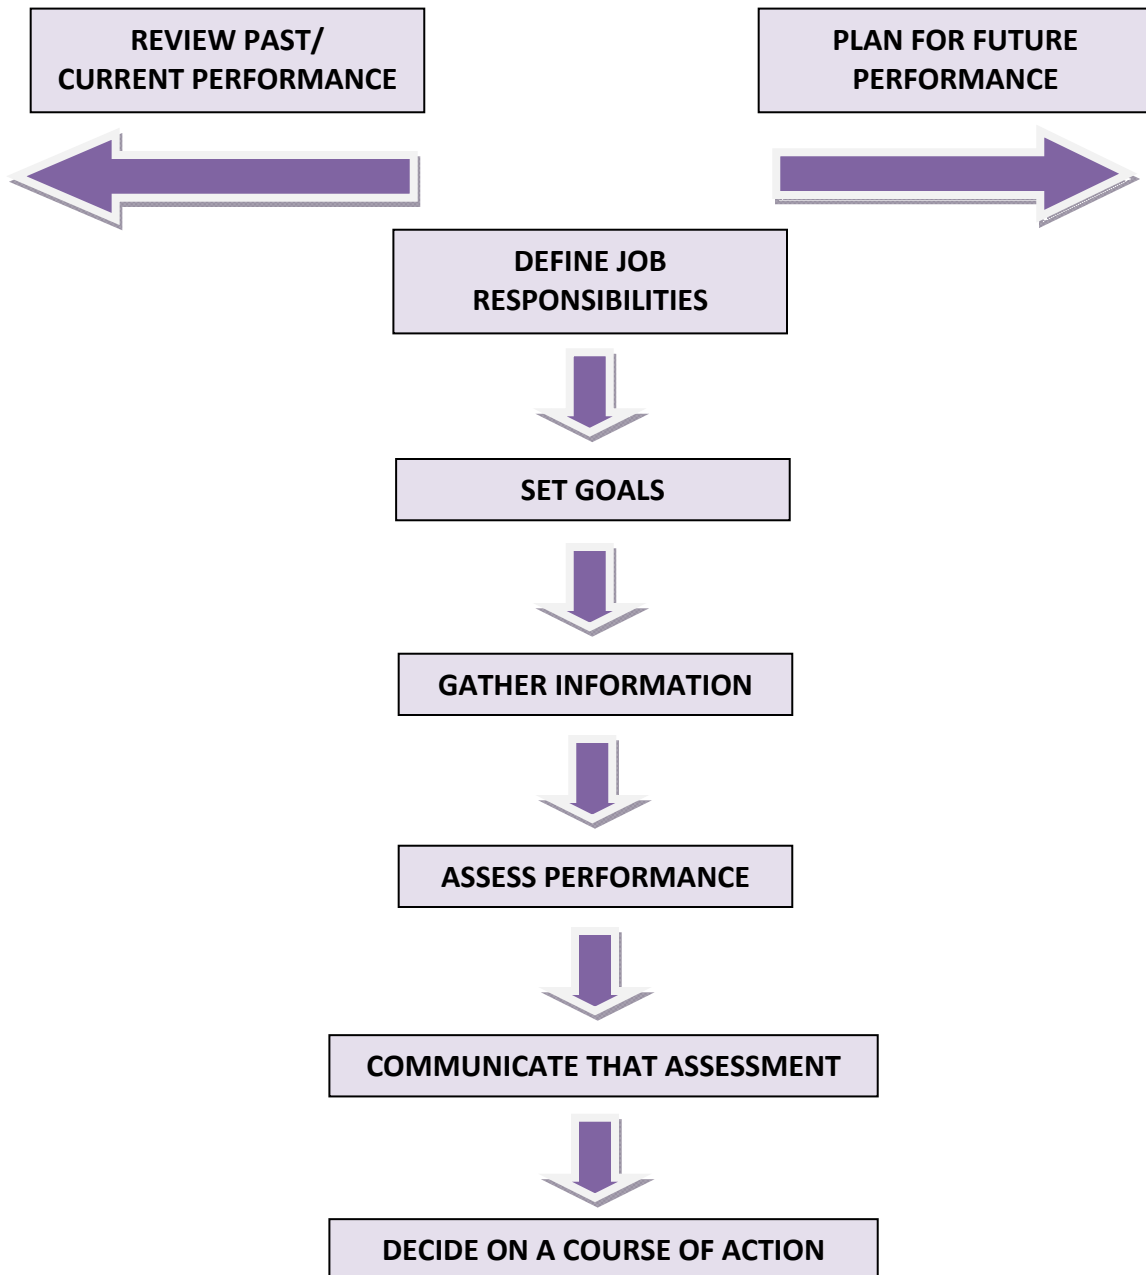 REVIEW PAST/
CURRENT PERFORMANCE
PLAN FOR FUTURE
PERFORMANCE
DEFINE JOB
RESPONSIBILITIES
SET GOALS
GATHER INFORMATION
ASSESS PERFORMANCE
COMMUNICATE THAT ASSESSMENT
DECIDE ON A COURSE OF ACTION